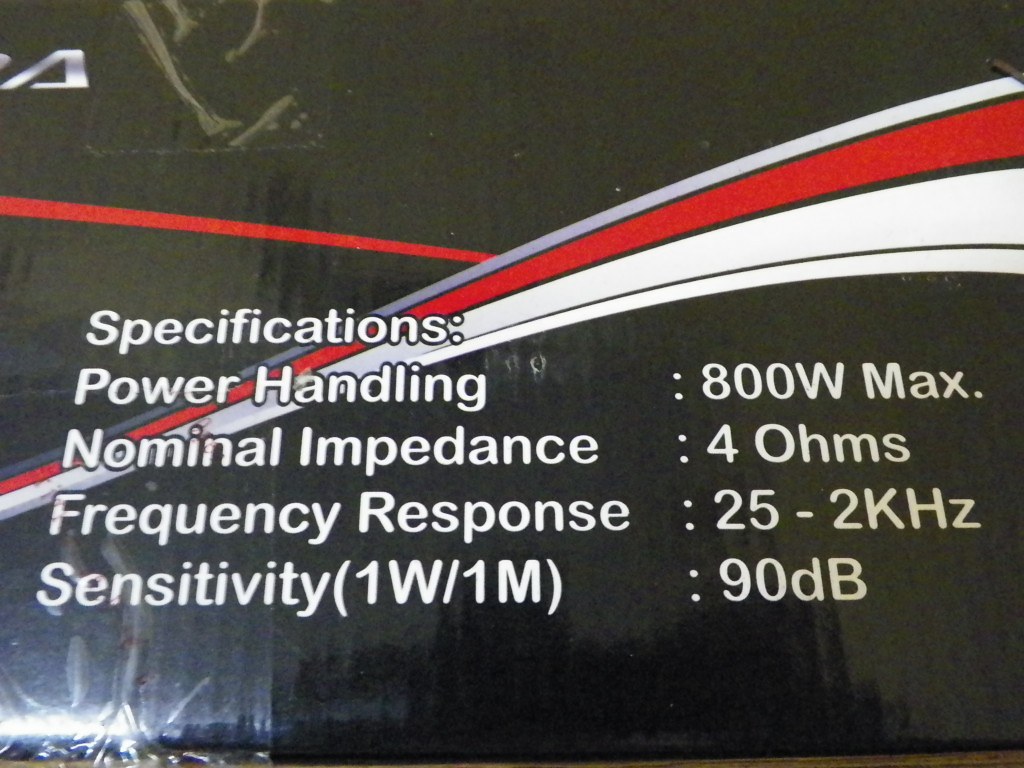 Specifications:
Power Handling : 800W Max.
Nominal Impedance : 4 Ohms
Frequency Response : 25 - 2KHz
Sensitivity(1W/1M) : 90dB